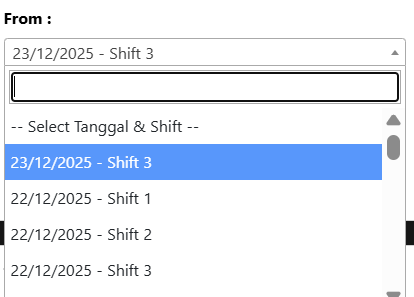 From :
23/12/2025 - Shift 3
-- Select Tanggal & Shift --
23/12/2025 - Shift 3
22/12/2025 - Shift 1
22/12/2025 - Shift 2
22/12/2025 - Shift 3